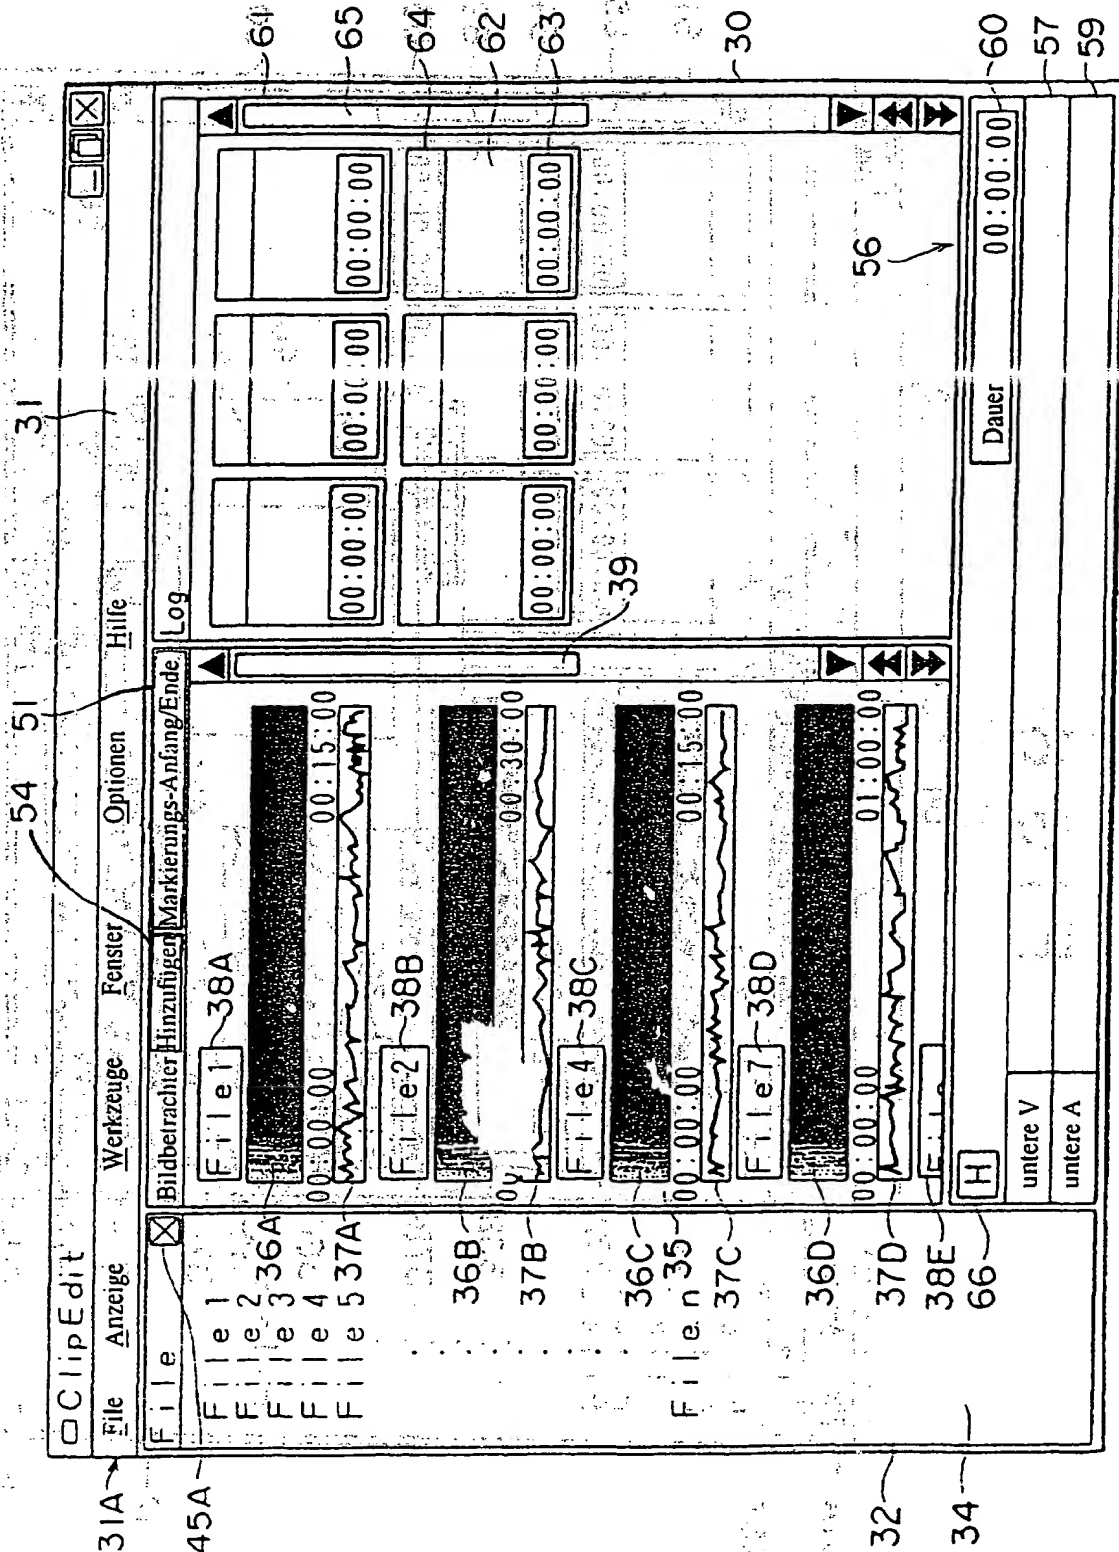 31A
ClipEdit
31
File Anzeige Werkzeuge Fenster Optionen Hilfe
54
51
45A
File
Bildbetrachter Hinzufügen Markierungs-Anfang/Ende
Log
61
65
64
62
63
30
60
57
59
File 1
File 2
File 3
File 4
File 5
File n
35
36A
37A
36B
37B
36C
37C
36D
37D
38E
66
32
34
File 1
38A
00:00:00 00:15:00
File 2
38B
00:30:00
File 4
38C
00:00:00 00:15:00
File 7
38D
00:00:00 01:00:00
39
00:00:00
00:00:00
00:00:00
00:00:00
00:00:00
00:00:00
56
H
Dauer 00:00:00
untere V
untere A